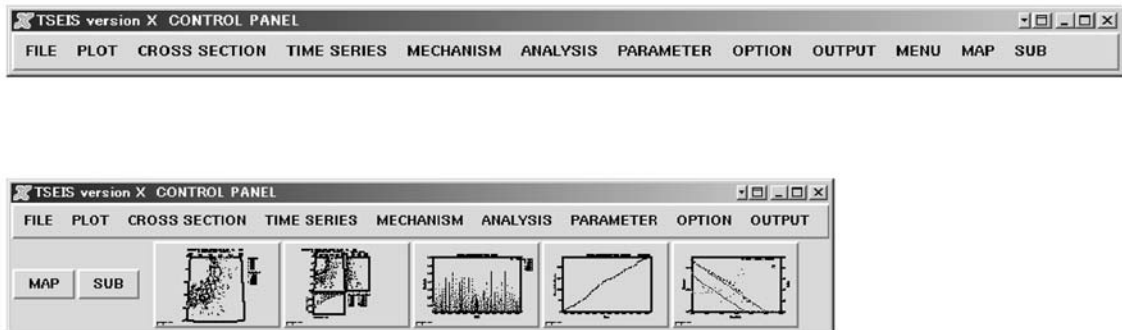 TSEIS version X CONTROL PANEL
FILE PLOT CROSS SECTION TIME SERIES MECHANISM ANALYSIS PARAMETER OPTION OUTPUT MENU MAP SUB
TSEIS version X CONTROL PANEL
FILE PLOT CROSS SECTION TIME SERIES MECHANISM ANALYSIS PARAMETER OPTION OUTPUT
MAP SUB